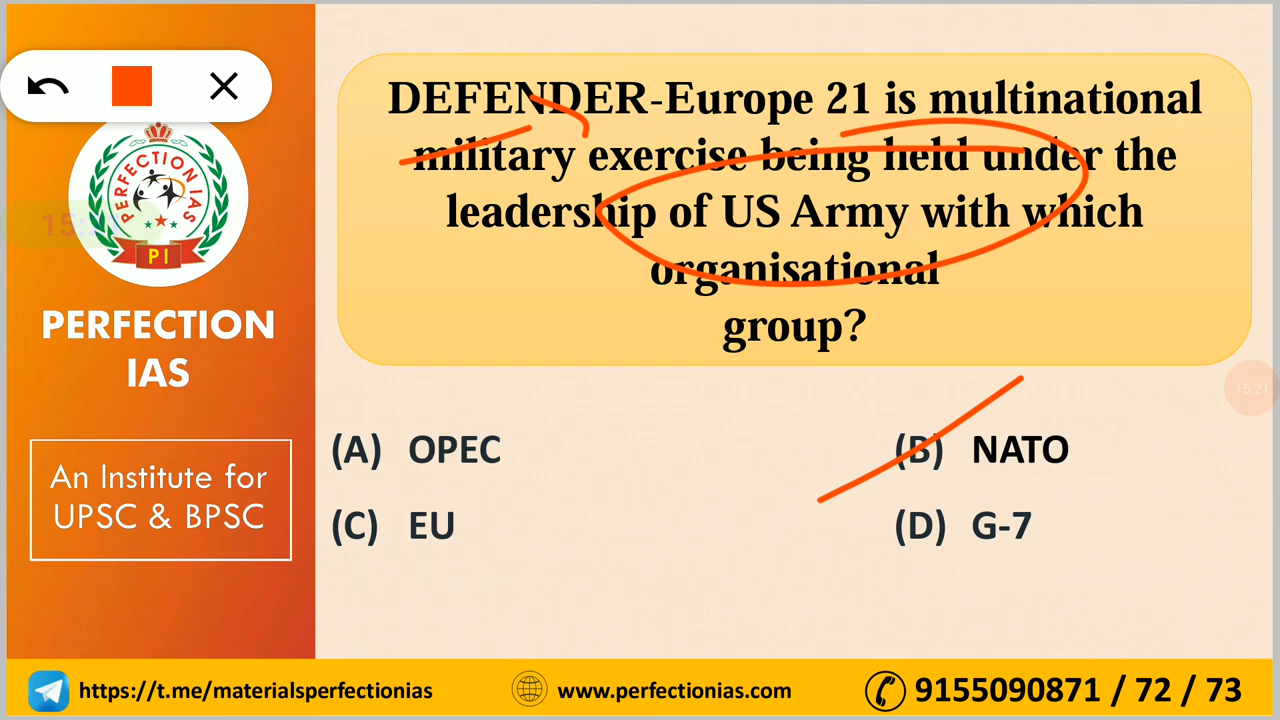 PERFECTION IAS
PI
PERFECTION
IAS
An Institute for
UPSC & BPSC
DEFENDER-Europe 21 is multinational
military exercise being held under the
leadership of US Army with which
organisational
group?
(A) OPEC
(B) NATO
(C) EU
(D) G-7
15:21
https://t.me/materialsperfectionias
www.perfectionias.com
9155090871 / 72 / 73